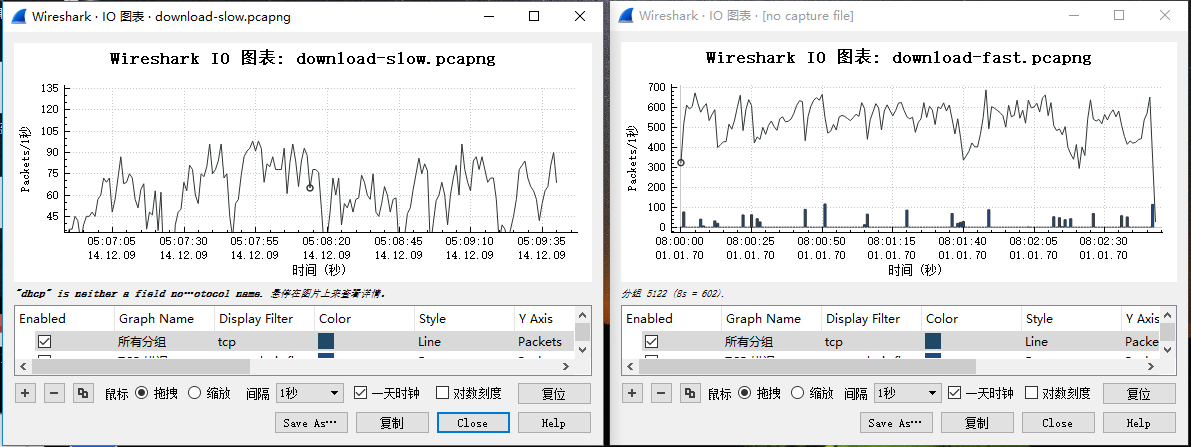 Wireshark · IO 图表 · download-slow.pcapng
Wireshark IO 图表: download-slow.pcapng
Packets/1秒
135
120
105
90
75
60
45
05:07:05 05:07:30 05:07:55 05:08:20 05:08:45 05:09:10 05:09:35
14.12.09 14.12.09 14.12.09 14.12.09 14.12.09 14.12.09 14.12.09
时间 (秒)
"dhcp" is neither a field no…otocol name. 悬停在图片上来查看详情。
Enabled Graph Name Display Filter Color Style Y Axis
所有分组 tcp Line Packets
鼠标 拖拽 缩放 间隔 1秒 一天时钟 对数刻度 复位
Save As… 复制 Close Help
Wireshark · IO 图表 · [no capture file]
Wireshark IO 图表: download-fast.pcapng
Packets/1秒
700
600
500
400
300
200
100
0
08:00:00 08:00:25 08:00:50 08:01:15 08:01:40 08:02:05 08:02:30
01.01.70 01.01.70 01.01.70 01.01.70 01.01.70 01.01.70 01.01.70
时间 (秒)
分组 5122 (8s = 602).
Enabled Graph Name Display Filter Color Style Y Axis
所有分组 tcp Line Packets
鼠标 拖拽 缩放 间隔 1秒 一天时钟 对数刻度 复位
Save As… 复制 Close Help